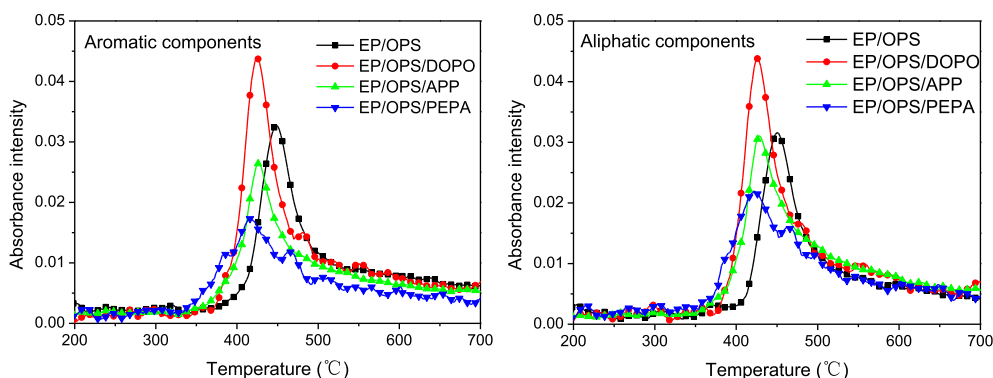 Aromatic components
EP/OPS
EP/OPS/DOPO
EP/OPS/APP
EP/OPS/PEPA
Absorbance intensity
0.05
0.04
0.03
0.02
0.01
0.00
200 300 400 500 600 700
Temperature (℃)
Aliphatic components
EP/OPS
EP/OPS/DOPO
EP/OPS/APP
EP/OPS/PEPA
Absorbance intensity
0.05
0.04
0.03
0.02
0.01
0.00
200 300 400 500 600 700
Temperature (℃)